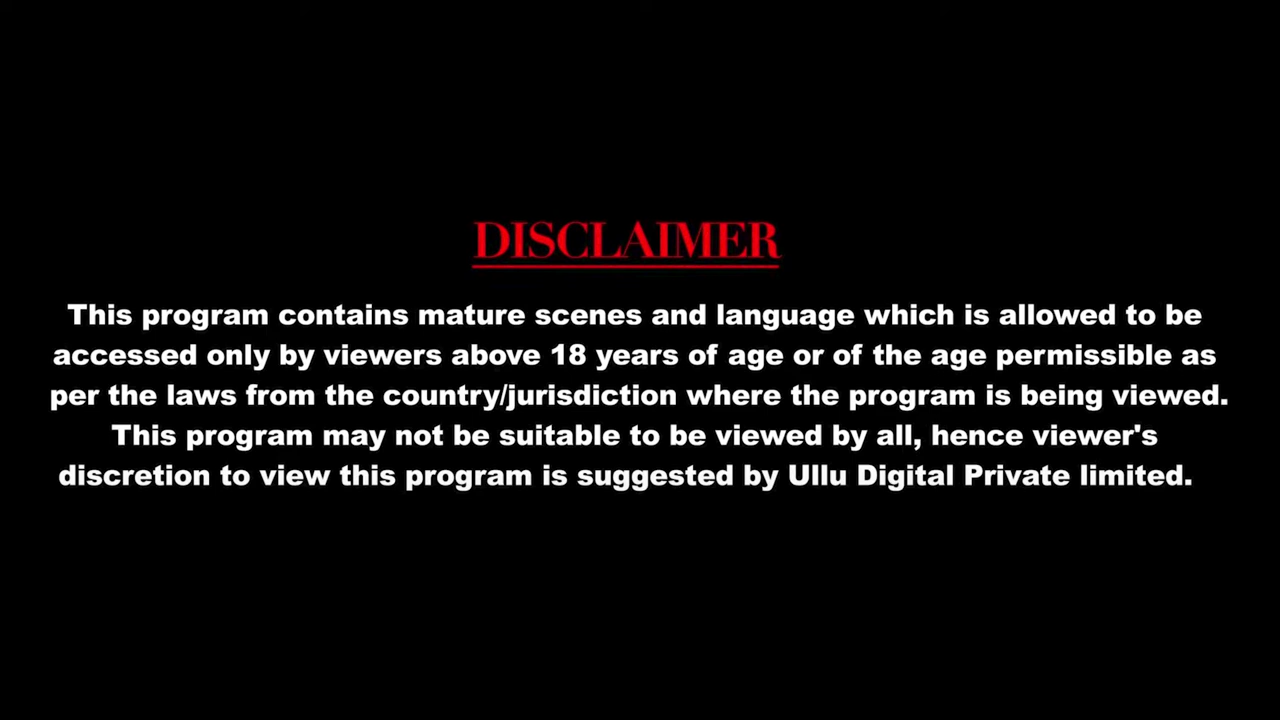 DISCLAIMER
This program contains mature scenes and language which is allowed to be
accessed only by viewers above 18 years of age or of the age permissible as
per the laws from the country/jurisdiction where the program is being viewed.
This program may not be suitable to be viewed by all, hence viewer's
discretion to view this program is suggested by Ullu Digital Private limited.